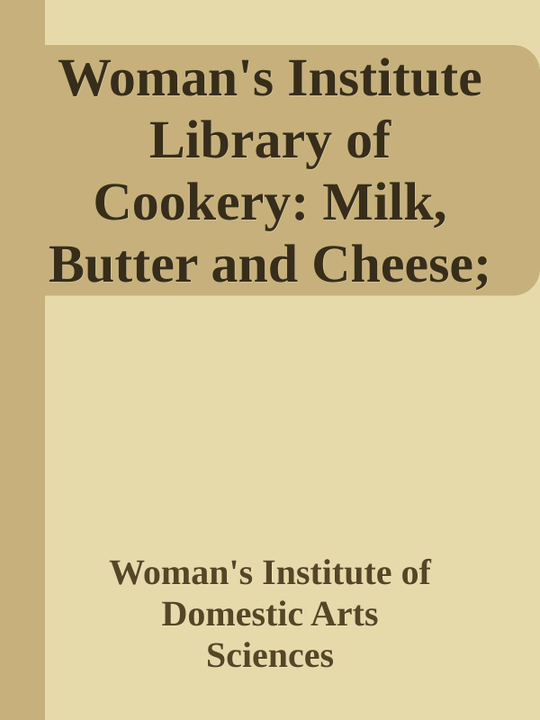 Woman's Institute
Library of
Cookery: Milk,
Butter and Cheese;
Woman's Institute of
Domestic Arts
Sciences